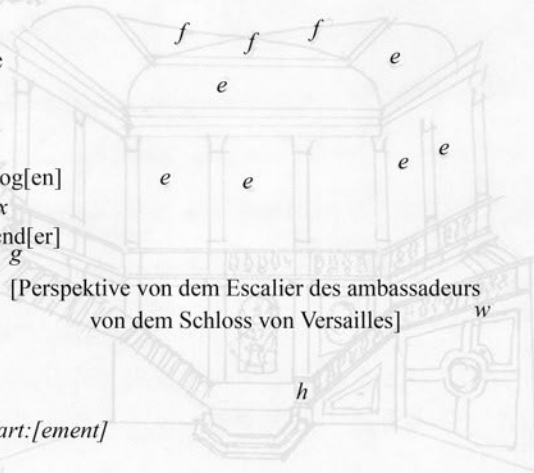 f f f
e
e e
e e
e e
og[en]
x
end[er]
g
[Perspektive von dem Escalier des ambassadeurs
w
von dem Schloss von Versailles]
h
art:[ement]